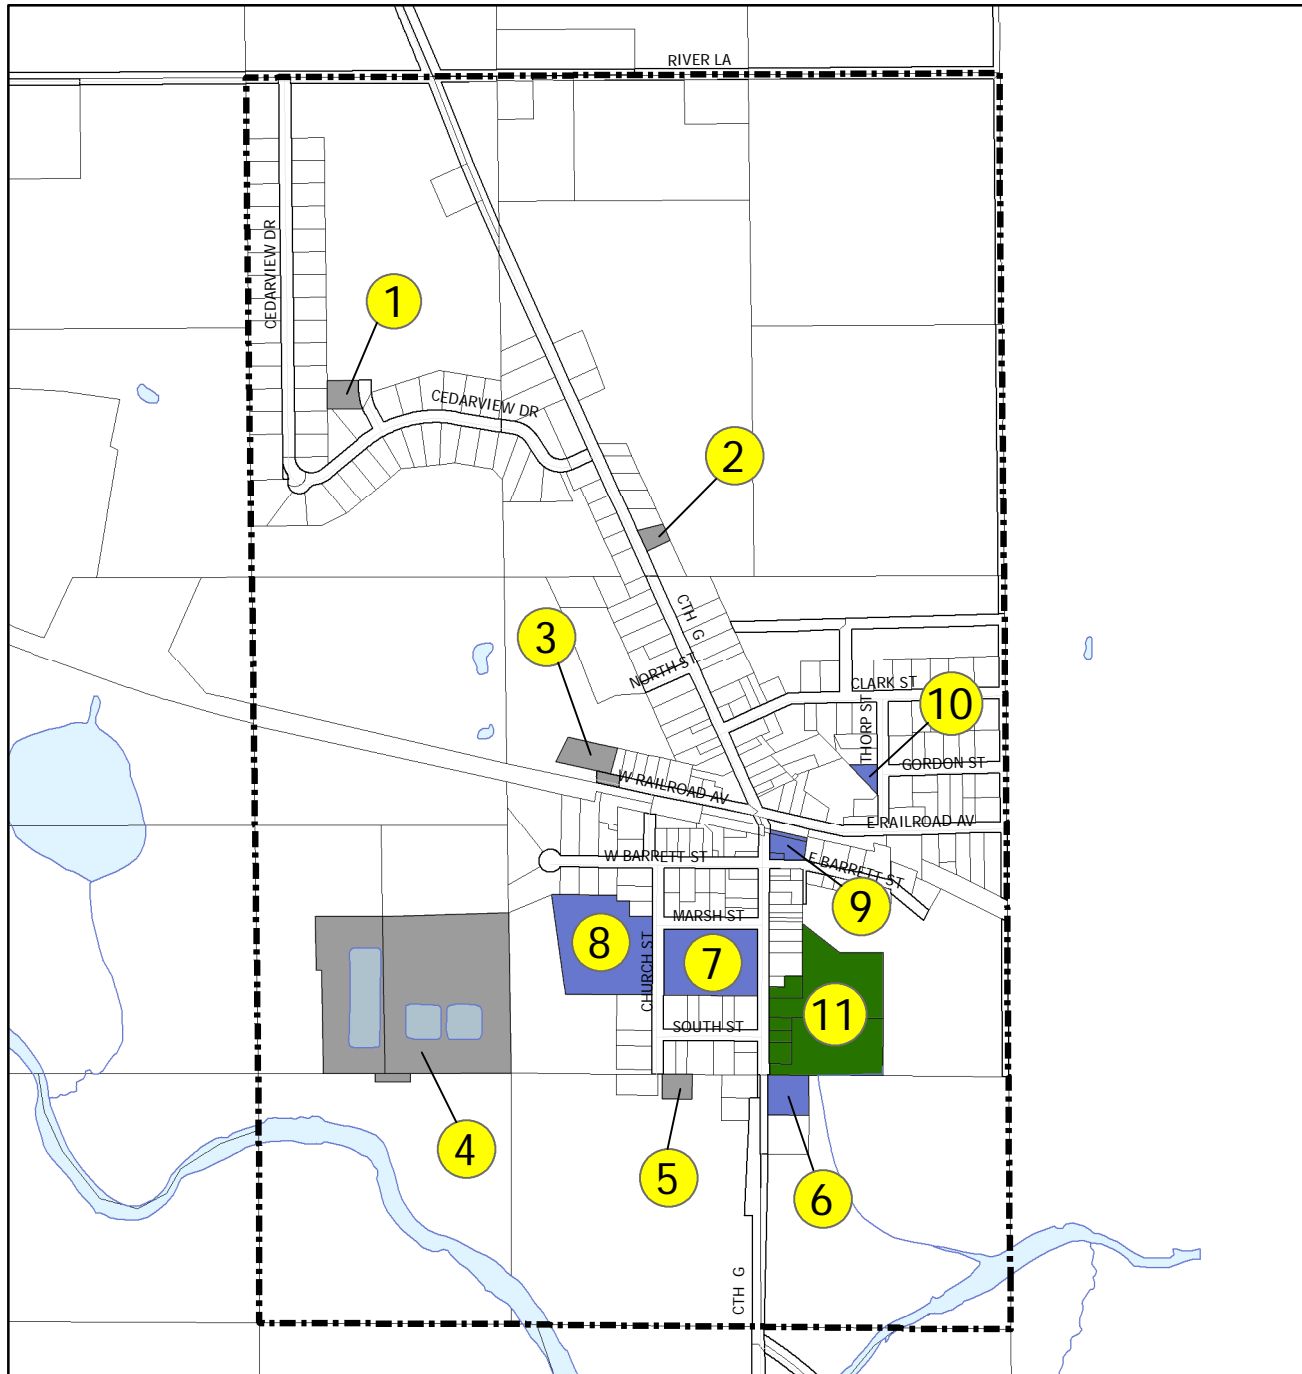 RIVER LA
CEDARVIEW DR
1
CEDARVIEW DR
2
CTH G
3
NORTH ST
CLARK ST
10
THORP ST
GORDON ST
W RAILROAD AV
E RAILROAD AV
W BARRETT ST
E BARRETT ST
9
MARSH ST
8
7
CHURCH ST
11
SOUTH ST
4
5
6
CTH G